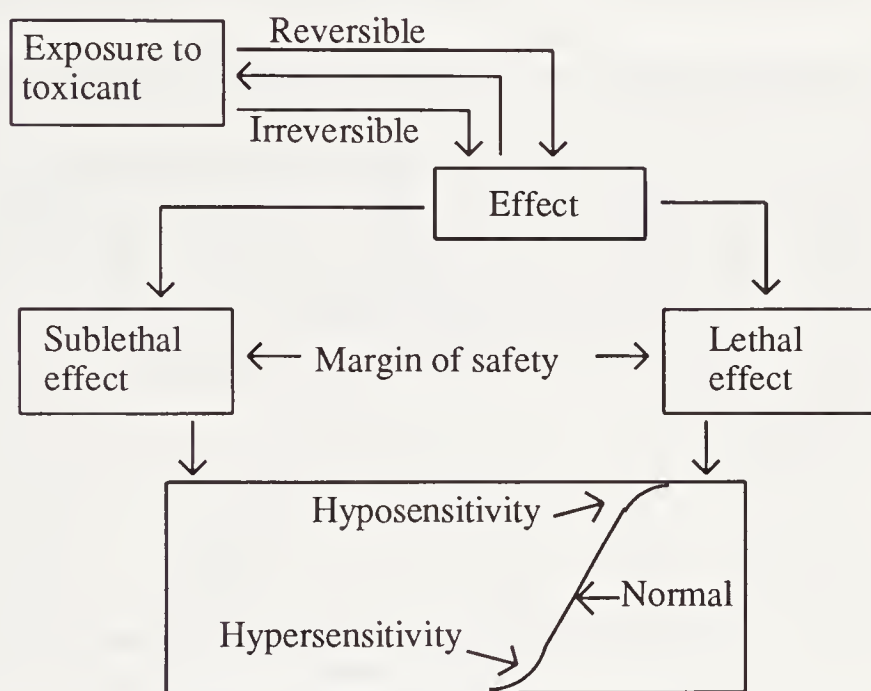 Reversible
Exposure to
toxicant
Irreversible
Effect
Sublethal
effect
Margin of safety
Lethal
effect
Hyposensitivity
Normal
Hypersensitivity